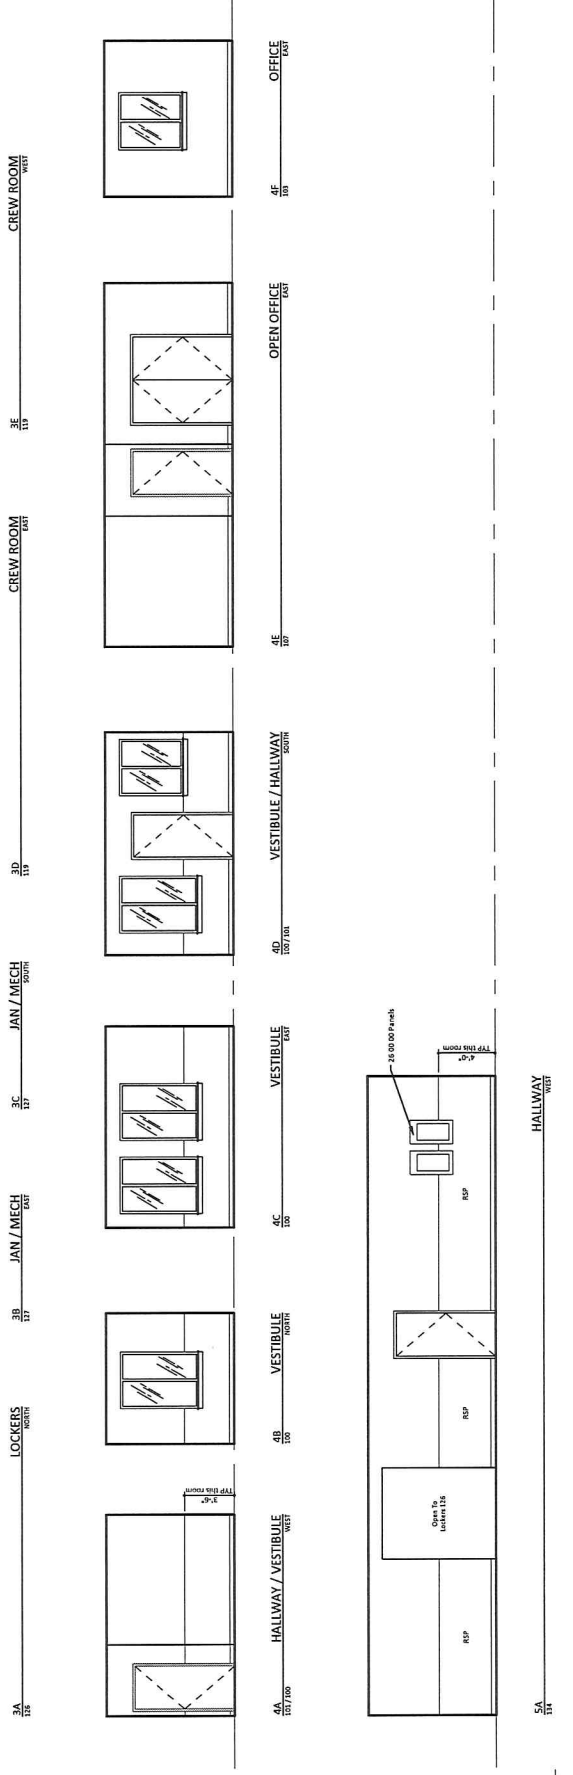 LOCKERS
3A
NORTH
126
JAN / MECH
3B
EAST
127
JAN / MECH
3C
SOUTH
127
CREW ROOM
3D
EAST
119
CREW ROOM
3E
WEST
119
3'-6"
TYP this room
HALLWAY / VESTIBULE
4A
WEST
101/100
VESTIBULE
4B
NORTH
100
VESTIBULE
4C
EAST
100
VESTIBULE / HALLWAY
4D
SOUTH
100/101
OPEN OFFICE
4E
EAST
107
OFFICE
4F
EAST
103
RSP
Open To
Lockers 126
RSP
RSP
26 00 00 Panels
4'-0"
TYP this room
HALLWAY
5A
WEST
134